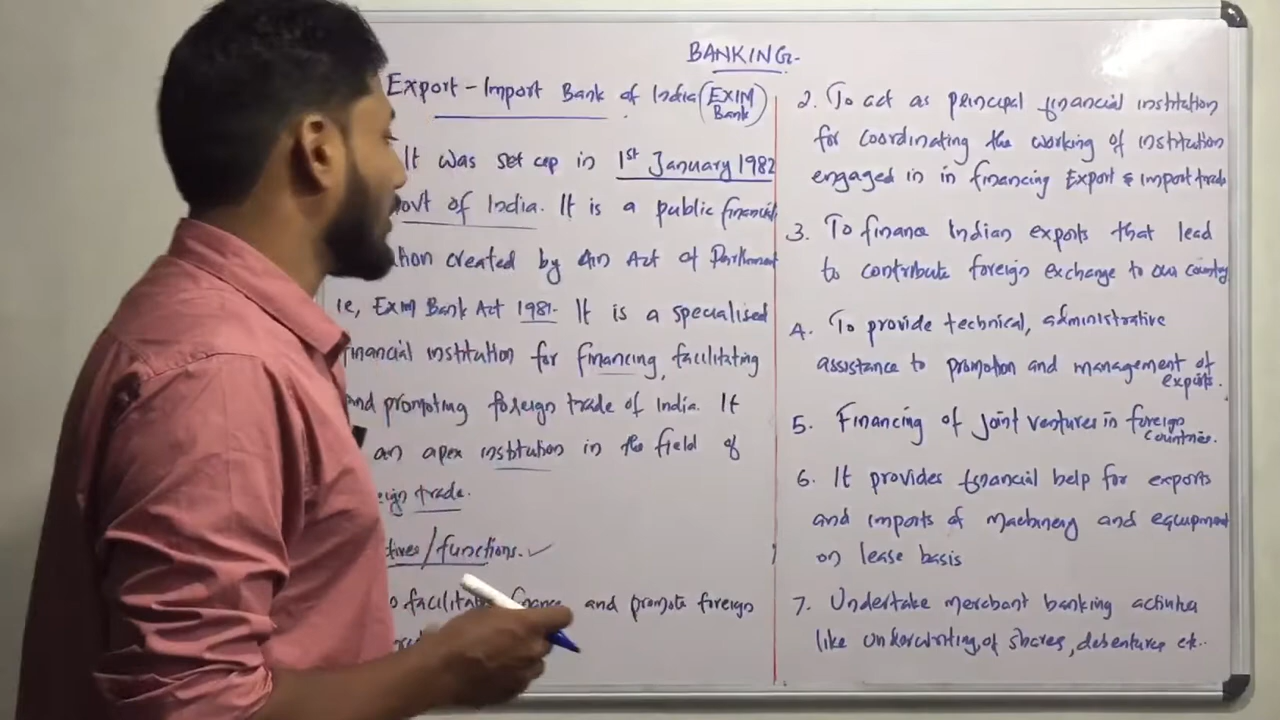 BANKING:-
Export - Import Bank of India (EXIM Bank)
It was set up in 1st January 1982
Govt of India. It is a public financial
created by an Act of Parliament
ie, EXIM Bank Act 1981. It is a specialised
financial institution for financing, facilitating
and promoting foreign trade of India. It
an apex institution in the field of
trade.
/functions. ✓
facilitate, finance and promote foreign
2. To act as principal financial institution
for coordinating the working of institution
engaged in in financing Export & Import trade
3. To finance Indian exports that lead
to contribute foreign exchange to our country
4. To provide technical, administrative
assistance to promotion and management of
exports.
5. Financing of joint ventures in foreign
countries.
6. It provides financial help for exports
and imports of machinery and equipment
on lease basis
7. Undertake merchant banking
like underwriting of shares, debentures etc..